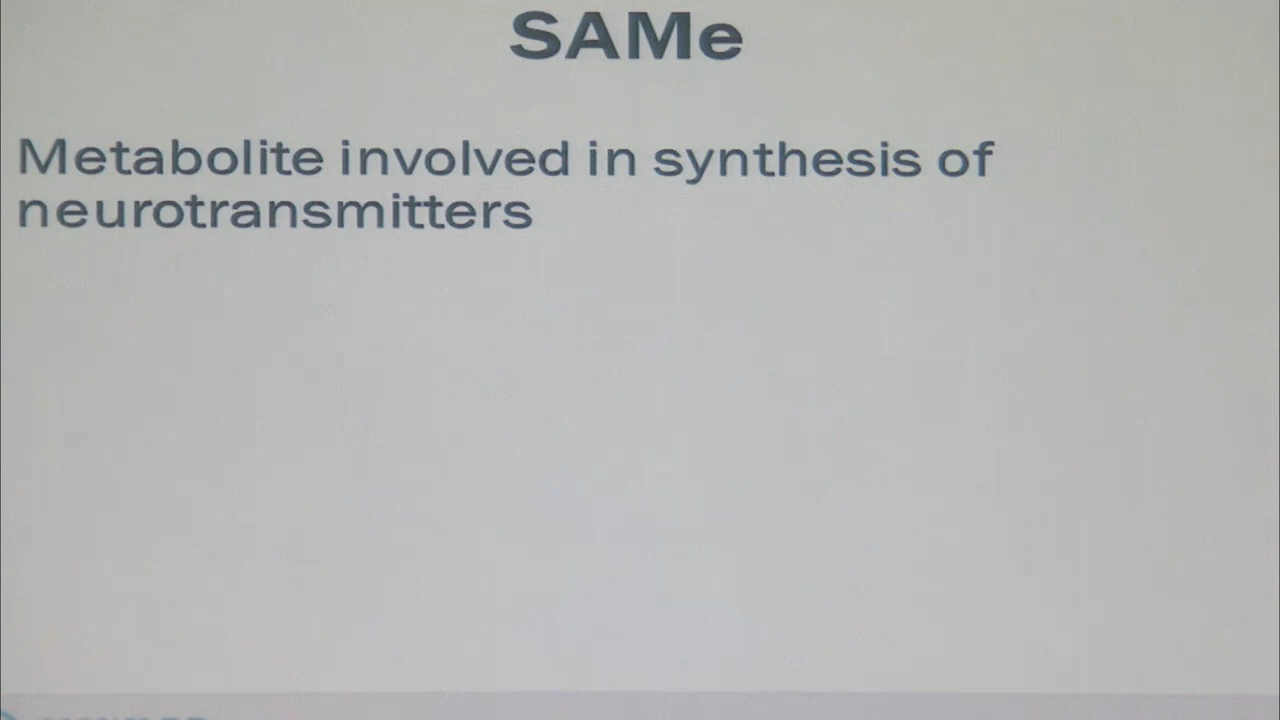 SAMe
Metabolite involved in synthesis of
neurotransmitters